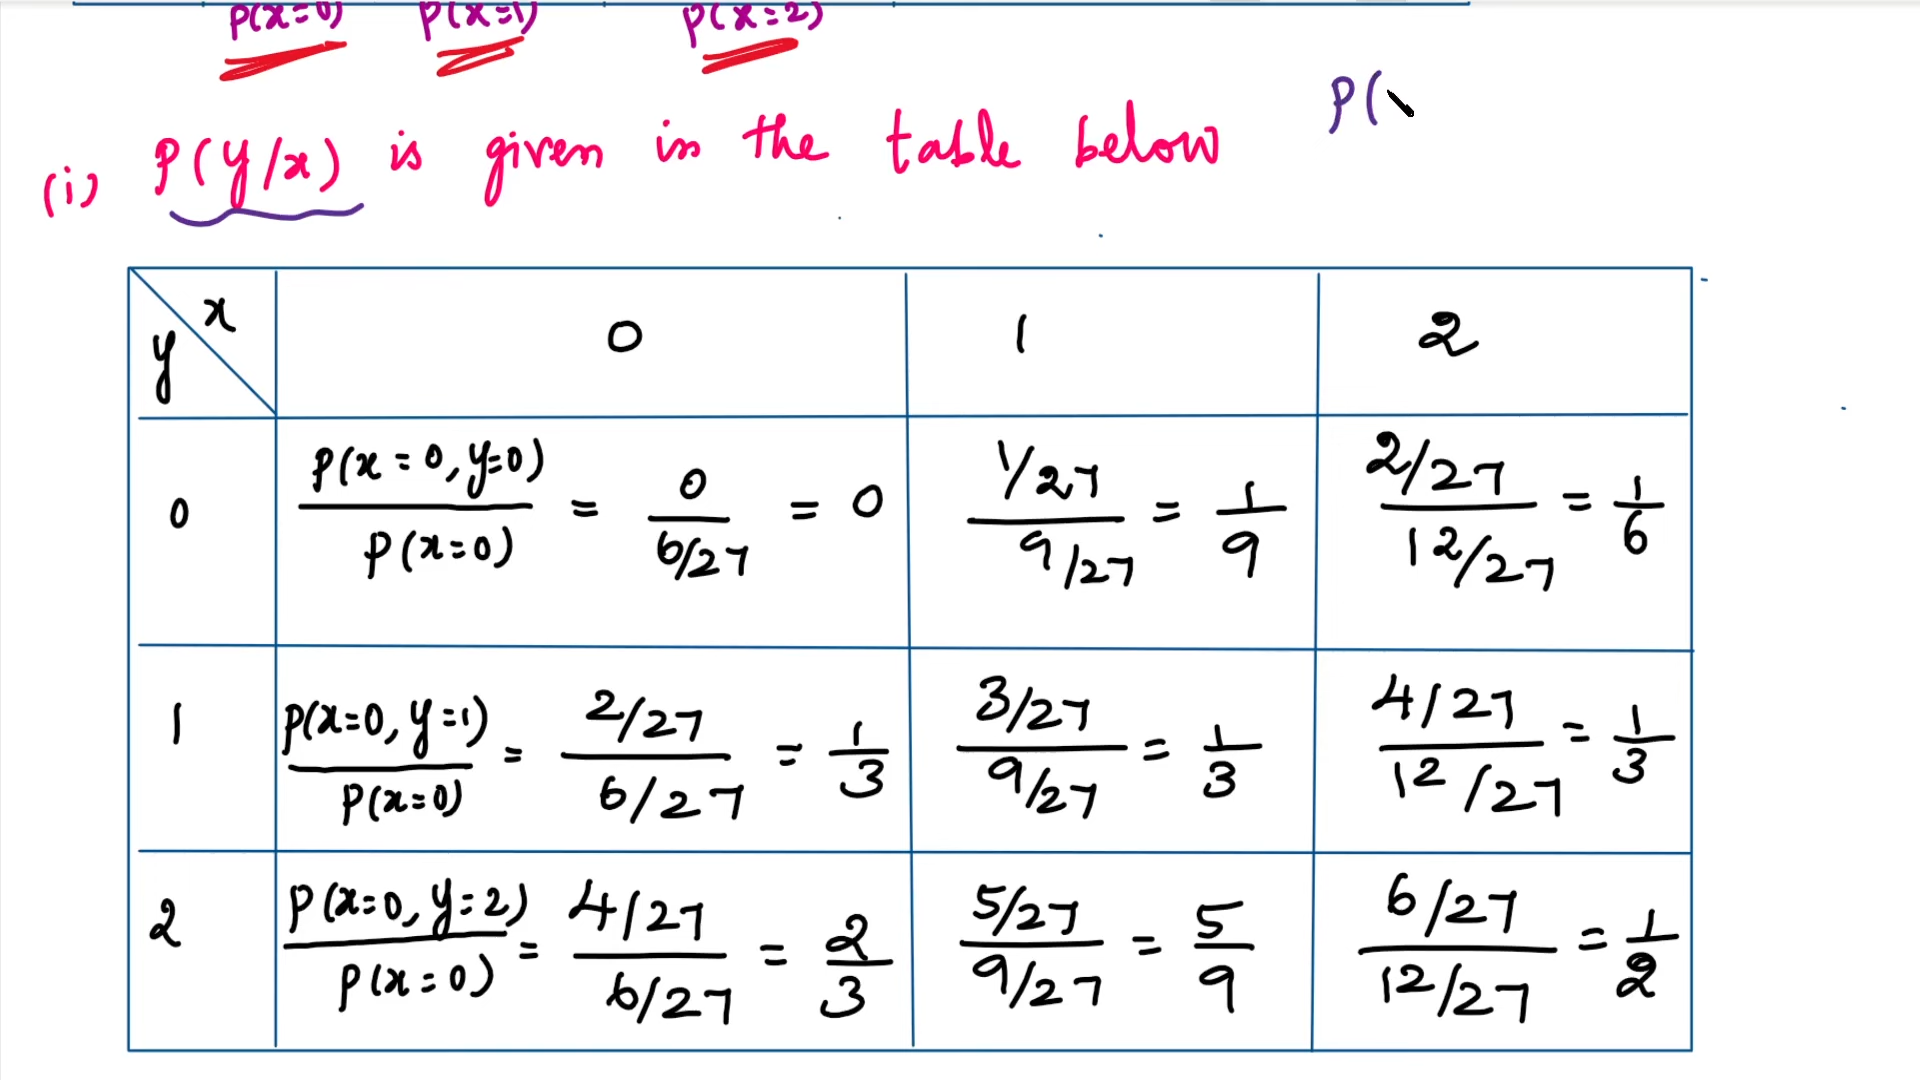 P(x=0) P(x=1) P(x=2)
P(
(i) P(y/x) is given in the table below
x
y
0 1 2
0 P(x=0,y=0)/P(x=0) = 0/(6/27) = 0 (1/27)/(9/27) = 1/9 (2/27)/(12/27) = 1/6
1 P(x=0,y=1)/P(x=0) = (2/27)/(6/27) = 1/3 (3/27)/(9/27) = 1/3 (4/27)/(12/27) = 1/3
2 P(x=0,y=2)/P(x=0) = (4/27)/(6/27) = 2/3 (5/27)/(9/27) = 5/9 (6/27)/(12/27) = 1/2